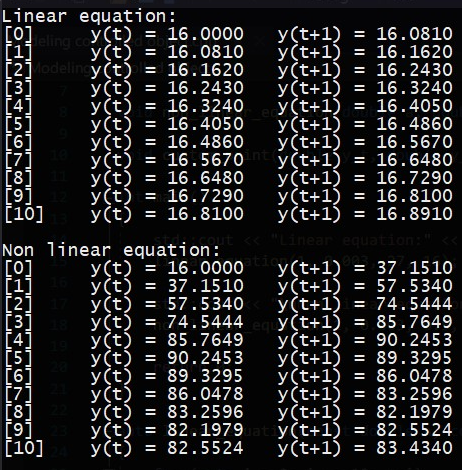 Linear equation:
[0] y(t) = 16.0000 y(t+1) = 16.0810
[1] y(t) = 16.0810 y(t+1) = 16.1620
[2] y(t) = 16.1620 y(t+1) = 16.2430
[3] y(t) = 16.2430 y(t+1) = 16.3240
[4] y(t) = 16.3240 y(t+1) = 16.4050
[5] y(t) = 16.4050 y(t+1) = 16.4860
[6] y(t) = 16.4860 y(t+1) = 16.5670
[7] y(t) = 16.5670 y(t+1) = 16.6480
[8] y(t) = 16.6480 y(t+1) = 16.7290
[9] y(t) = 16.7290 y(t+1) = 16.8100
[10] y(t) = 16.8100 y(t+1) = 16.8910
Non linear equation:
[0] y(t) = 16.0000 y(t+1) = 37.1510
[1] y(t) = 37.1510 y(t+1) = 57.5340
[2] y(t) = 57.5340 y(t+1) = 74.5444
[3] y(t) = 74.5444 y(t+1) = 85.7649
[4] y(t) = 85.7649 y(t+1) = 90.2453
[5] y(t) = 90.2453 y(t+1) = 89.3295
[6] y(t) = 89.3295 y(t+1) = 86.0478
[7] y(t) = 86.0478 y(t+1) = 83.2596
[8] y(t) = 83.2596 y(t+1) = 82.1979
[9] y(t) = 82.1979 y(t+1) = 82.5524
[10] y(t) = 82.5524 y(t+1) = 83.4340